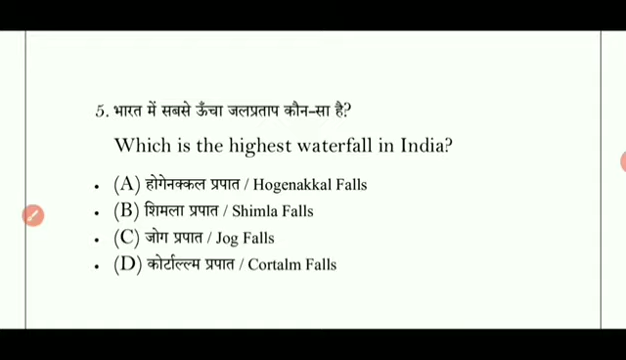 5. भारत में सबसे ऊँचा जलप्रताप कौन-सा है?
Which is the highest waterfall in India?
• (A) होगेनक्कल प्रपात / Hogenakkal Falls
• (B) शिमला प्रपात / Shimla Falls
• (C) जोग प्रपात / Jog Falls
• (D) कोर्टाल्ल्म प्रपात / Cortalm Falls